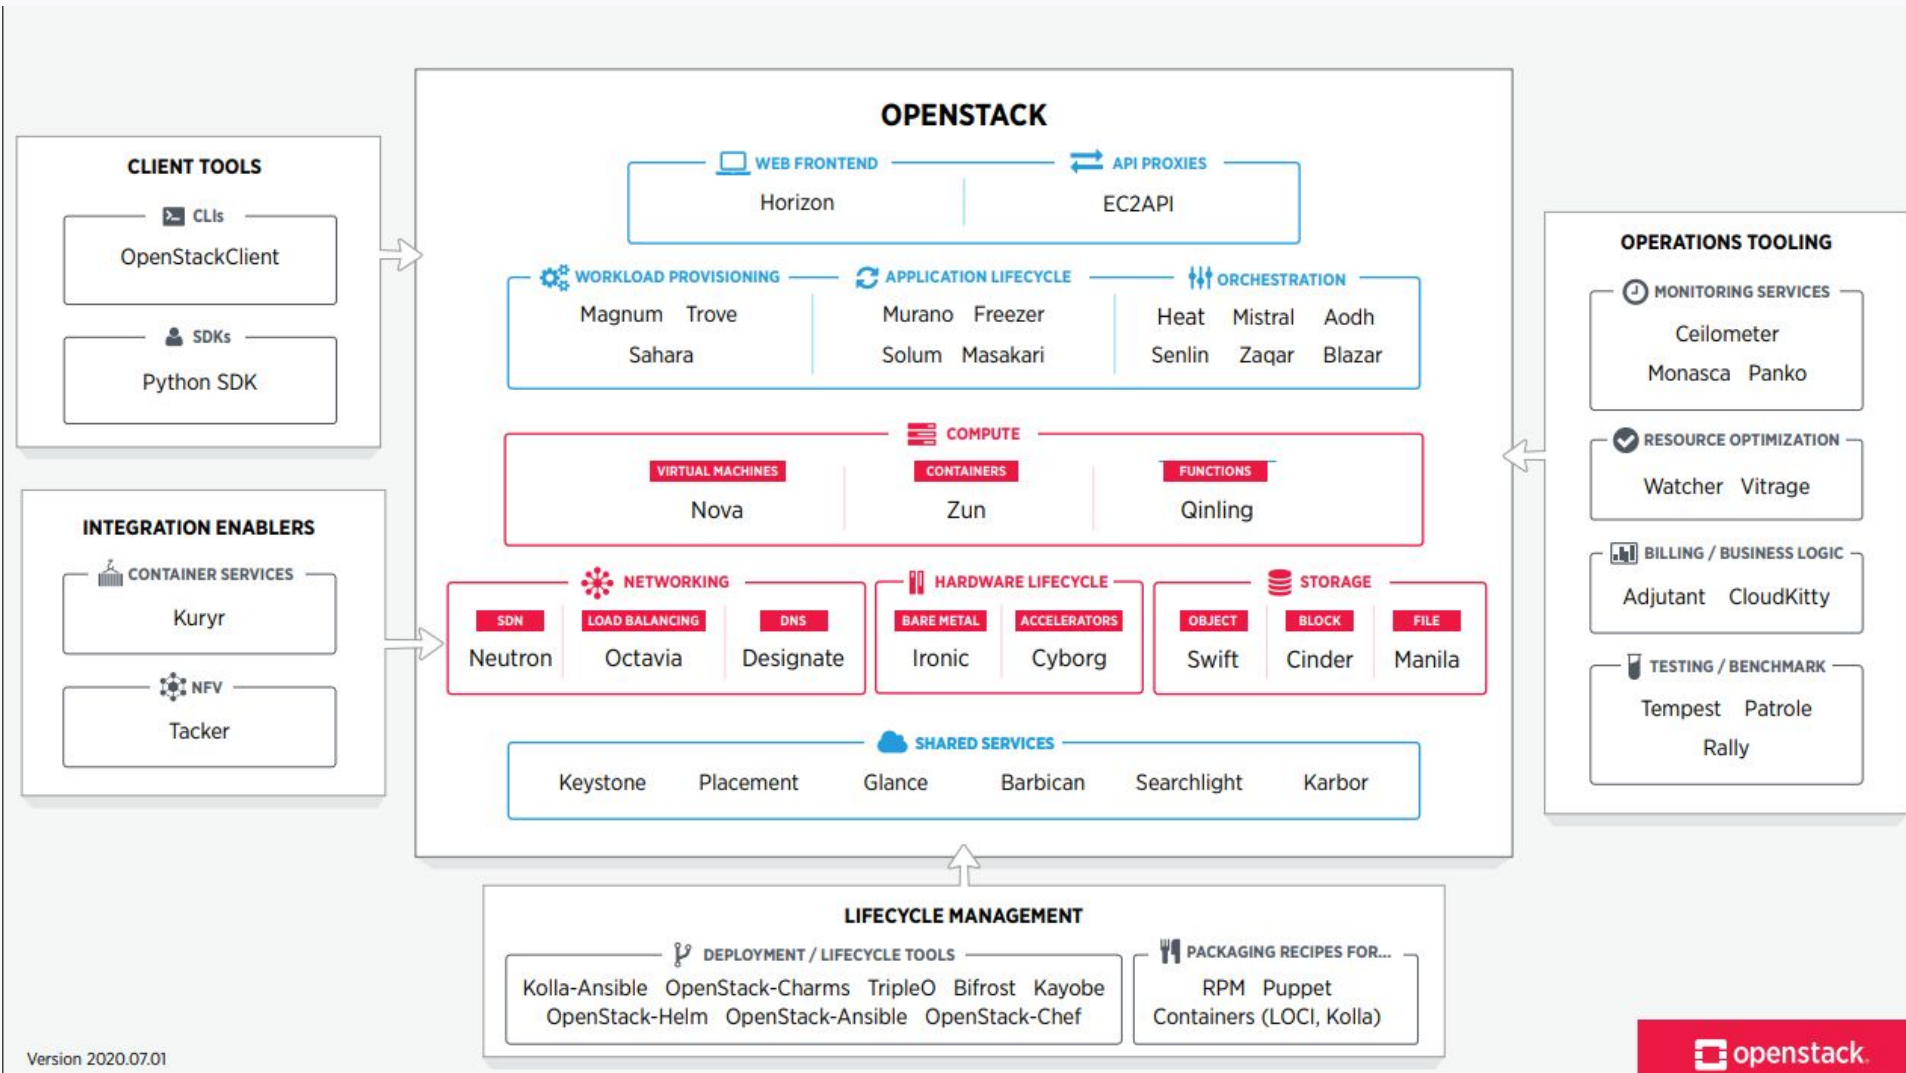 OPENSTACK
WEB FRONTEND
Horizon
API PROXIES
EC2API
WORKLOAD PROVISIONING
Magnum Trove
Sahara
APPLICATION LIFECYCLE
Murano Freezer
Solum Masakari
ORCHESTRATION
Heat Mistral Aodh
Senlin Zaqar Blazar
COMPUTE
VIRTUAL MACHINES
Nova
CONTAINERS
Zun
FUNCTIONS
Qinling
NETWORKING
SDN
Neutron
LOAD BALANCING
Octavia
DNS
Designate
HARDWARE LIFECYCLE
BARE METAL
Ironic
ACCELERATORS
Cyborg
STORAGE
OBJECT
Swift
BLOCK
Cinder
FILE
Manila
SHARED SERVICES
Keystone Placement Glance Barbican Searchlight Karbor
CLIENT TOOLS
CLIs
OpenStackClient
SDKs
Python SDK
INTEGRATION ENABLERS
CONTAINER SERVICES
Kuryr
NFV
Tacker
OPERATIONS TOOLING
MONITORING SERVICES
Ceilometer
Monasca Panko
RESOURCE OPTIMIZATION
Watcher Vitrage
BILLING / BUSINESS LOGIC
Adjutant CloudKitty
TESTING / BENCHMARK
Tempest Patrole
Rally
LIFECYCLE MANAGEMENT
DEPLOYMENT / LIFECYCLE TOOLS
Kolla-Ansible OpenStack-Charms TripleO Bifrost Kayobe
OpenStack-Helm OpenStack-Ansible OpenStack-Chef
PACKAGING RECIPES FOR...
RPM Puppet
Containers (LOCI, Kolla)
Version 2020.07.01
openstack.